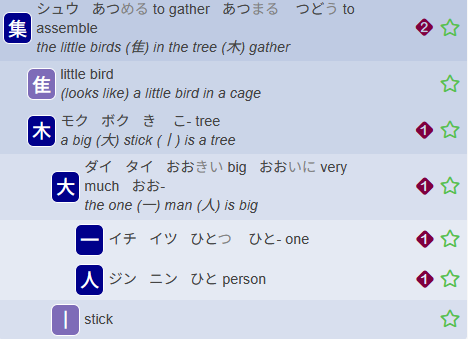 集 シュウ あつめる to gather あつまる つどう to
assemble
the little birds (隹) in the tree (木) gather
2
隹 little bird
(looks like) a little bird in a cage
木 モク ボク き こ- tree
a big (大) stick (丨) is a tree
1
大 ダイ タイ おおきい big おおいに very
much おお-
the one (一) man (人) is big
1
一 イチ イツ ひとつ ひと- one
1
人 ジン ニン ひと person
1
丨 stick